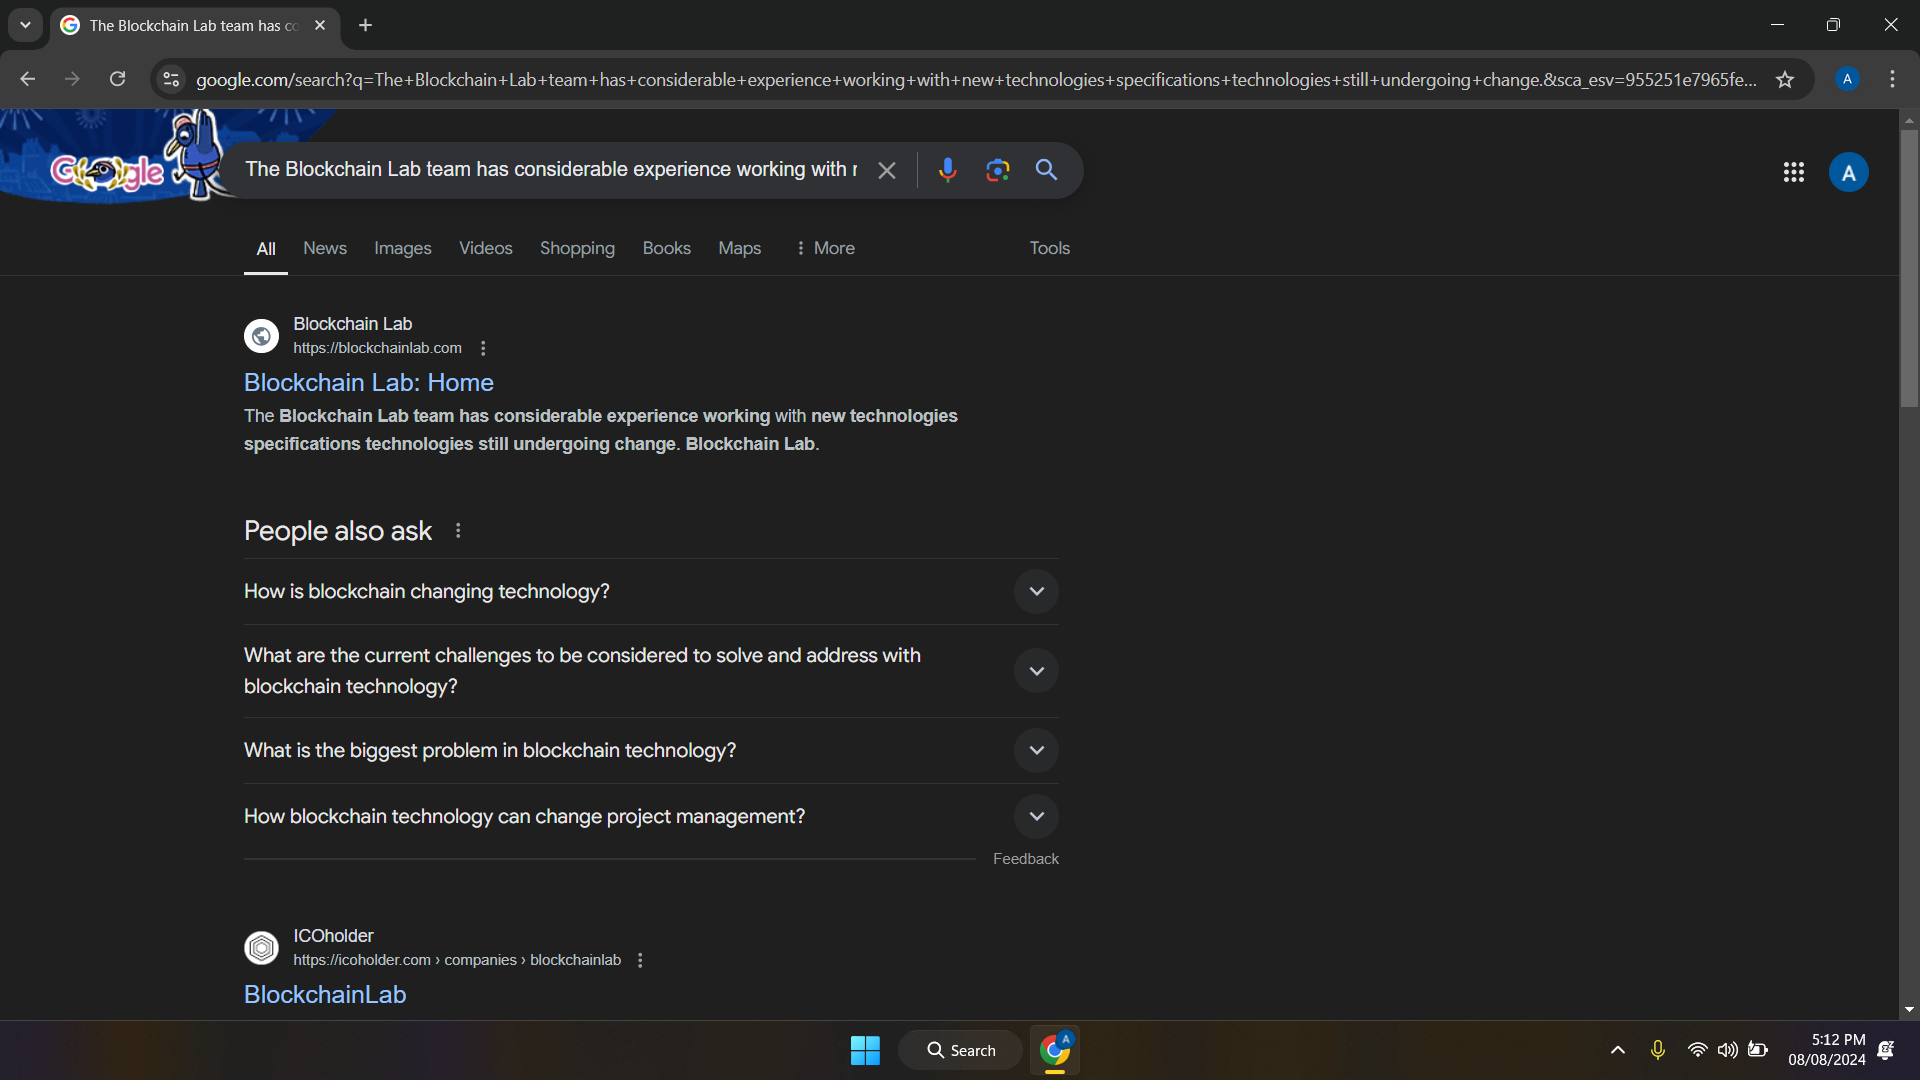 The Blockchain Lab team has co
google.com/search?q=The+Blockchain+Lab+team+has+considerable+experience+working+with+new+technologies+specifications+technologies+still+undergoing+change.&sca_esv=955251e7965fe...
A
Google
The Blockchain Lab team has considerable experience working with
A
All News Images Videos Shopping Books Maps More Tools
Blockchain Lab
https://blockchainlab.com
Blockchain Lab: Home
The Blockchain Lab team has considerable experience working with new technologies
specifications technologies still undergoing change. Blockchain Lab.
People also ask
How is blockchain changing technology?
What are the current challenges to be considered to solve and address with
blockchain technology?
What is the biggest problem in blockchain technology?
How blockchain technology can change project management?
Feedback
ICOholder
https://icoholder.com › companies › blockchainlab
BlockchainLab
Search
A
5:12 PM
08/08/2024